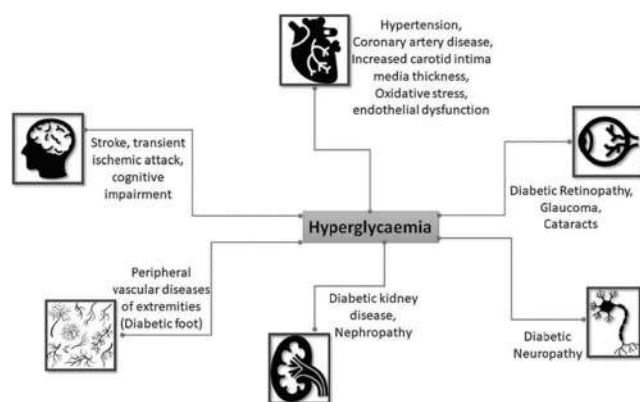 Hypertension,
Coronary artery disease,
Increased carotid intima
media thickness,
Oxidative stress,
endothelial dysfunction
Stroke, transient
ischemic attack,
cognitive
impairment
Diabetic Retinopathy,
Glaucoma,
Cataracts
Hyperglycaemia
Peripheral
vascular diseases
of extremities
(Diabetic foot)
Diabetic kidney
disease,
Nephropathy
Diabetic
Neuropathy